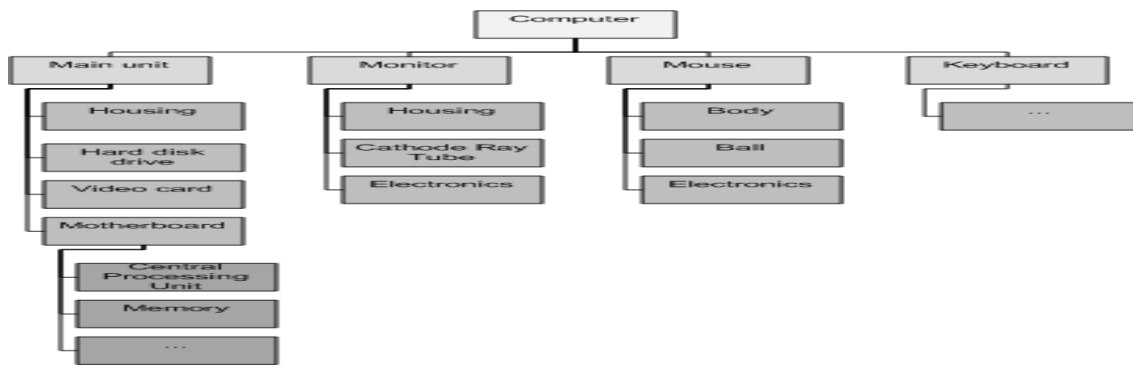 Computer
Main unit
Monitor
Mouse
Keyboard
Housing
Hard disk
drive
Video card
Motherboard
Central
Processing
Unit
Memory
...
Housing
Cathode Ray
Tube
Electronics
Body
Ball
Electronics
...